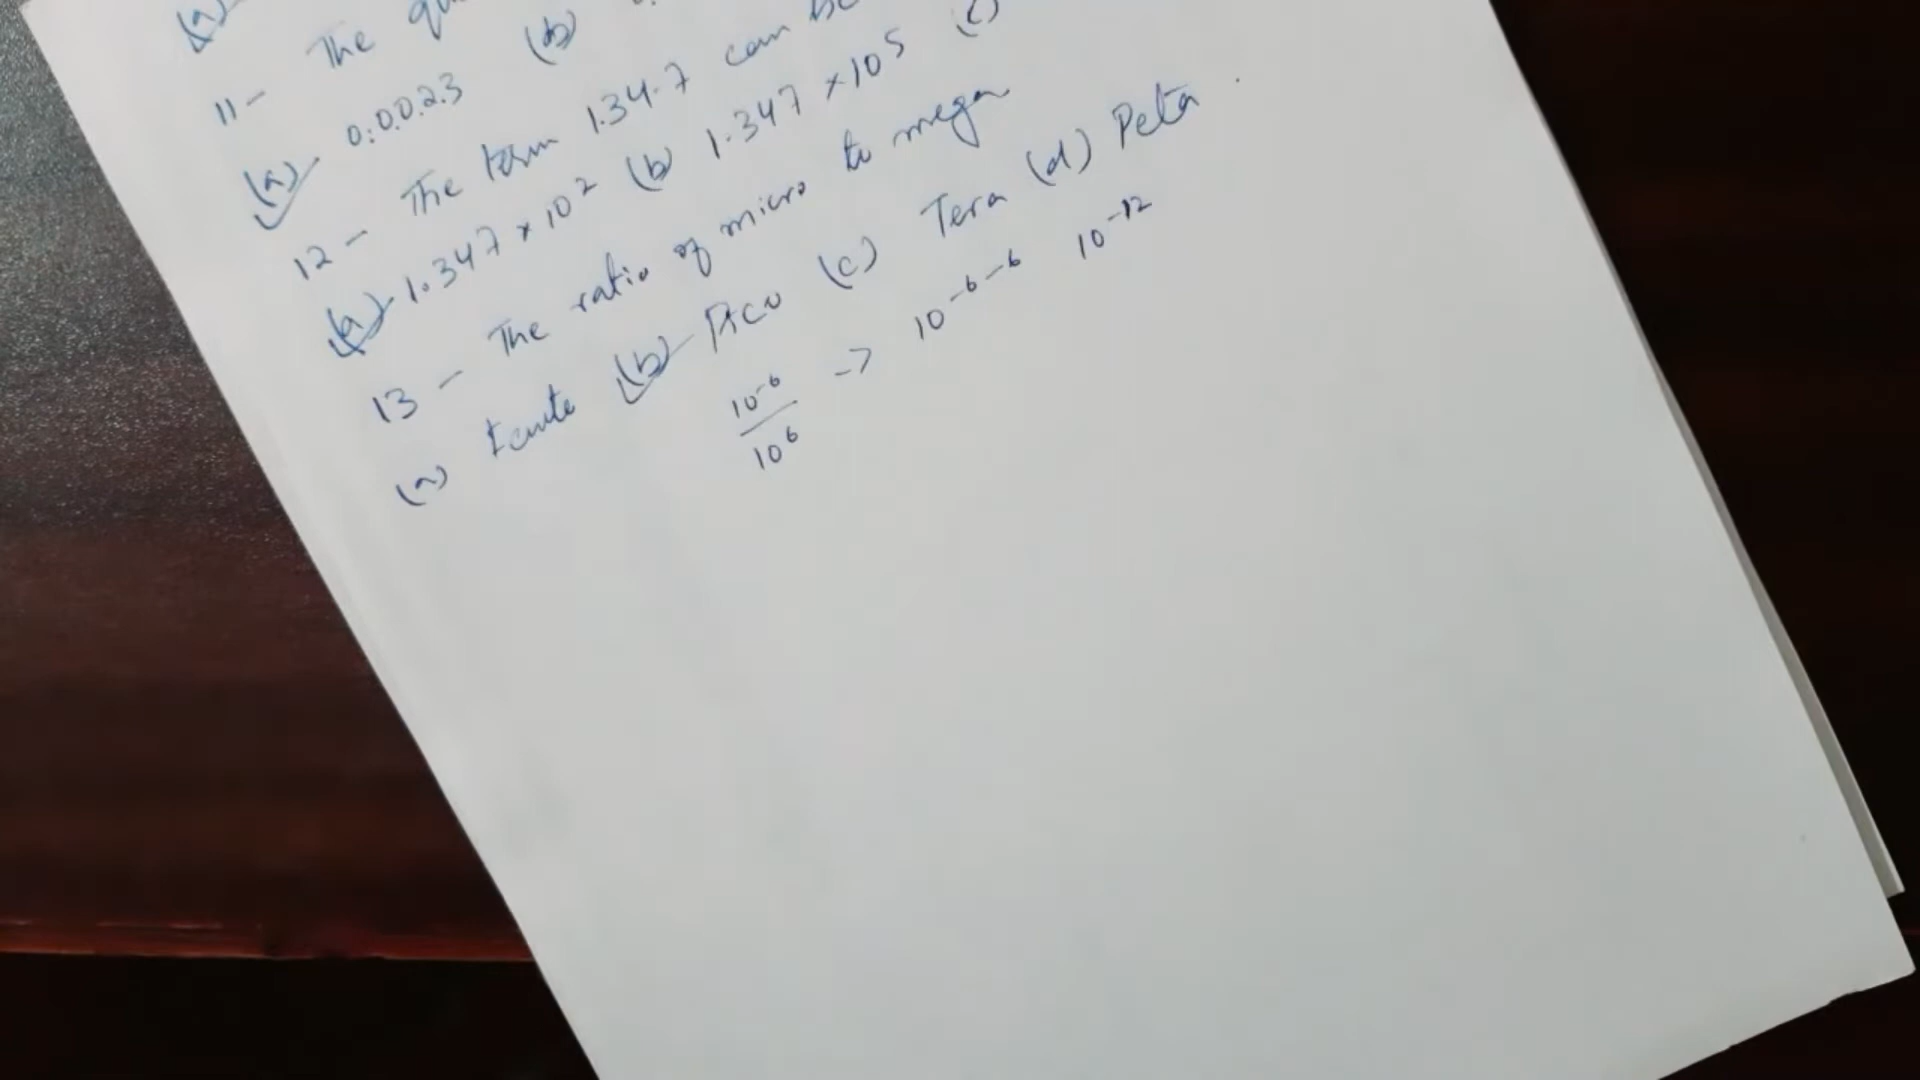 (a)
11- The
(a) 0.0023 (b)
12- The term 134.7 can be
(a) 1.347 × 10² (b) 1.347 × 10⁵ (c)
13- The ratio of micro to mega
(a) (b) Pico (c) Tera (d) Peta.
10⁻⁶ / 10⁶ -> 10⁻⁶⁻⁶ 10⁻¹²